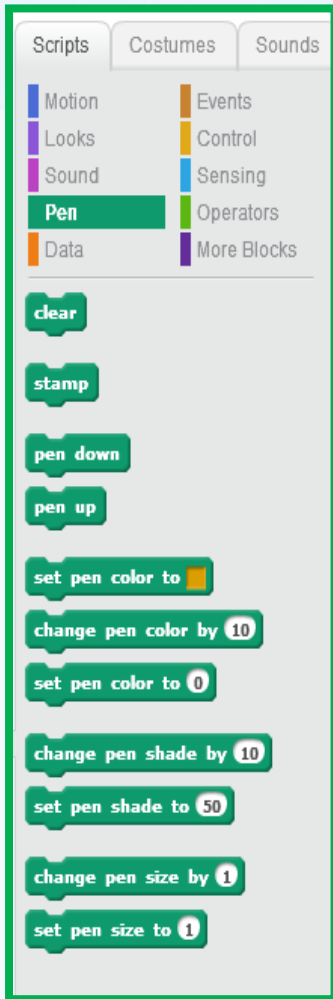 Scripts Costumes Sounds
Motion Events
Looks Control
Sound Sensing
Pen Operators
Data More Blocks
clear
stamp
pen down
pen up
set pen color to
change pen color by 10
set pen color to 0
change pen shade by 10
set pen shade to 50
change pen size by 1
set pen size to 1